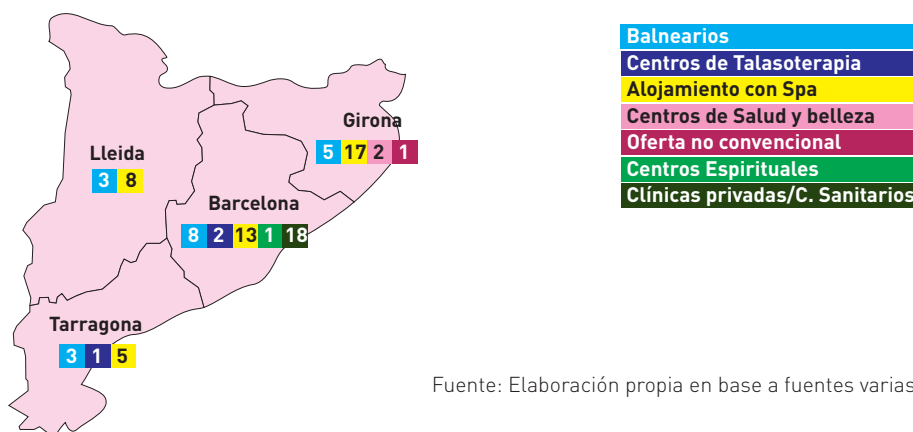 Balnearios
Centros de Talasoterapia
Alojamiento con Spa
Centros de Salud y belleza
Oferta no convencional
Centros Espirituales
Clínicas privadas/C. Sanitarios
Girona
5 17 2 1
Lleida
3 8
Barcelona
8 2 13 1 18
Tarragona
3 1 5
Fuente: Elaboración propia en base a fuentes varias